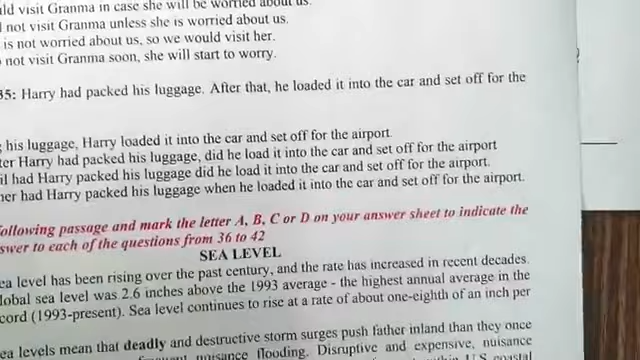 visit Granma in case she will be worried about us.
not visit Granma unless she is worried about us.
is not worried about us, so we would visit her.
not visit Granma soon, she will start to worry.
35: Harry had packed his luggage. After that, he loaded it into the car and set off for the
his luggage, Harry loaded it into the car and set off for the airport.
Harry had packed his luggage, did he load it into the car and set off for the airport
had Harry packed his luggage did he load it into the car and set off for the airport.
had Harry packed his luggage when he loaded it into the car and set off for the airport.
following passage and mark the letter A, B, C or D on your answer sheet to indicate the
to each of the questions from 36 to 42
SEA LEVEL
level has been rising over the past century, and the rate has increased in recent decades.
sea level was 2.6 inches above the 1993 average - the highest annual average in the
(1993-present). Sea level continues to rise at a rate of about one-eighth of an inch per
levels mean that deadly and destructive storm surges push father inland than they once
nuisance flooding. Disruptive and expensive, nuisance
U.S. coastal